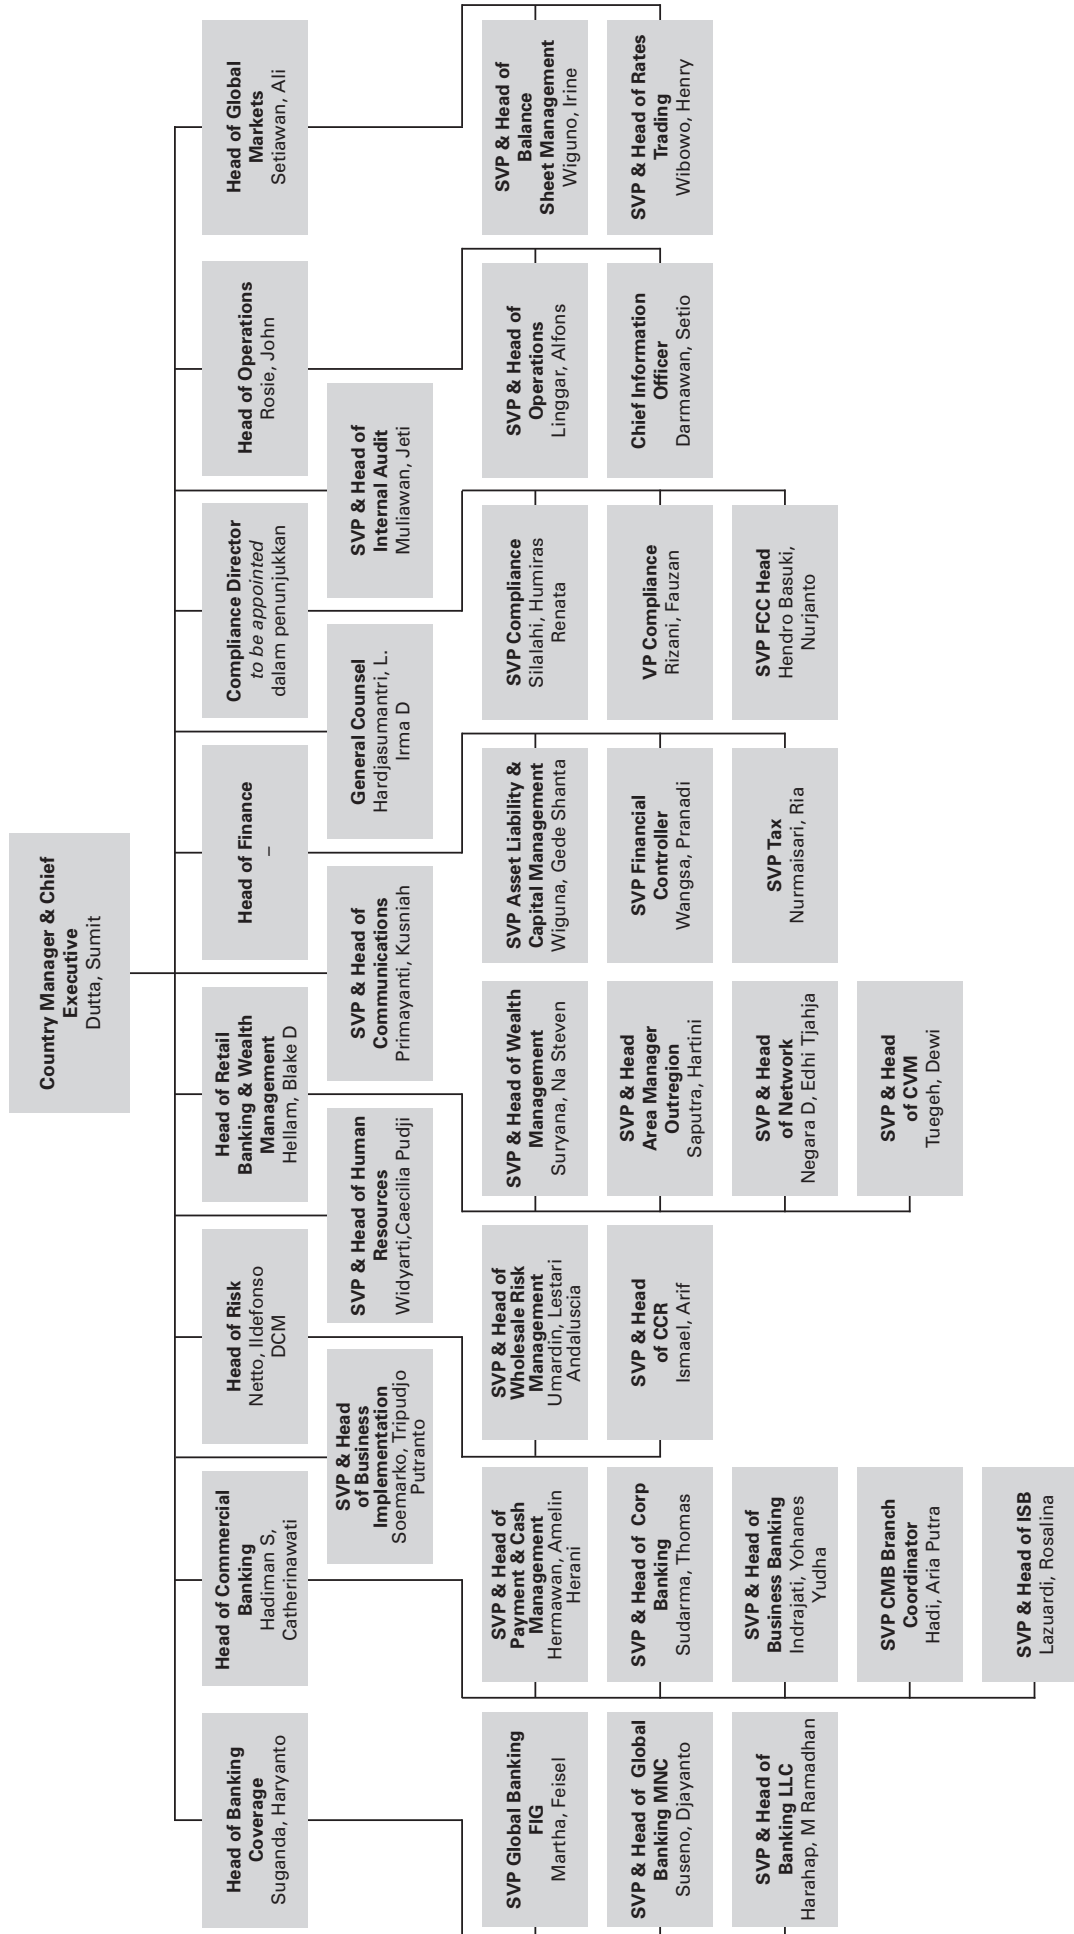 Country Manager & Chief
Executive
Dutta, Sumit
Head of Banking
Coverage
Suganda, Haryanto
Head of Commercial
Banking
Hadiman S,
Catherinawati
Head of Risk
Netto, Ildefonso
DCM
Head of Retail
Banking & Wealth
Management
Hellam, Blake D
Head of Finance
–
Compliance Director
to be appointed
dalam penunjukkan
Head of Operations
Rosie, John
Head of Global
Markets
Setiawan, Ali
SVP & Head
of Business
Implementation
Soemarko, Tripudjo
Putranto
SVP & Head of Human
Resources
Widyarti,Caecilia Pudji
SVP & Head of
Communications
Primayanti, Kusniah
General Counsel
Hardjasumantri, L.
Irma D
SVP & Head of
Internal Audit
Muliawan, Jeti
SVP Global Banking
FIG
Martha, Feisel
SVP & Head of Global
Banking MNC
Suseno, Djayanto
SVP & Head of
Banking LLC
Harahap, M Ramadhan
SVP & Head of
Payment & Cash
Management
Hermawan, Amelin
Herani
SVP & Head of Corp
Banking
Sudarma, Thomas
SVP & Head of
Business Banking
Indrajati, Yohanes
Yudha
SVP CMB Branch
Coordinator
Hadi, Aria Putra
SVP & Head of ISB
Lazuardi, Rosalina
SVP & Head of
Wholesale Risk
Management
Umardin, Lestari
Andaluscia
SVP & Head
of CCR
Ismael, Arif
SVP & Head of Wealth
Management
Suryana, Na Steven
SVP & Head
Area Manager
Outregion
Saputra, Hartini
SVP & Head
of Network
Negara D, Edhi Tjahja
SVP & Head
of CVM
Tuegeh, Dewi
SVP Asset Liability &
Capital Management
Wiguna, Gede Shanta
SVP Financial
Controller
Wangsa, Pranadi
SVP Tax
Nurmaisari, Ria
SVP Compliance
Silalahi, Humiras
Renata
VP Compliance
Rizani, Fauzan
SVP FCC Head
Hendro Basuki,
Nurjanto
SVP & Head of
Operations
Linggar, Alfons
Chief Information
Officer
Darmawan, Setio
SVP & Head of
Balance
Sheet Management
Wiguno, Irine
SVP & Head of Rates
Trading
Wibowo, Henry